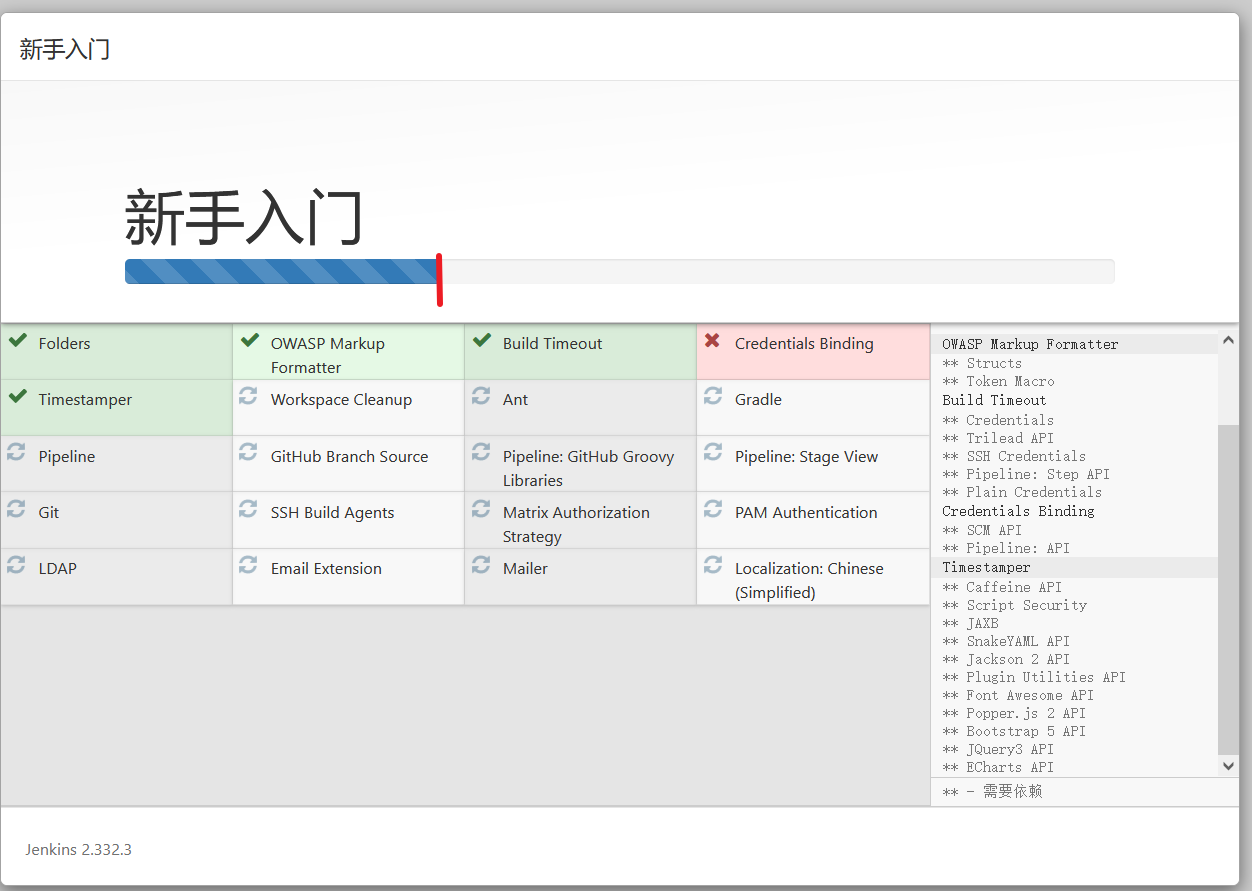 新手入门
新手入门
Folders
OWASP Markup
Formatter
Build Timeout
Credentials Binding
Timestamper
Workspace Cleanup
Ant
Gradle
Pipeline
GitHub Branch Source
Pipeline: GitHub Groovy
Libraries
Pipeline: Stage View
Git
SSH Build Agents
Matrix Authorization
Strategy
PAM Authentication
LDAP
Email Extension
Mailer
Localization: Chinese
(Simplified)
OWASP Markup Formatter
** Structs
** Token Macro
Build Timeout
** Credentials
** Trilead API
** SSH Credentials
** Pipeline: Step API
** Plain Credentials
Credentials Binding
** SCM API
** Pipeline: API
Timestamper
** Caffeine API
** Script Security
** JAXB
** SnakeYAML API
** Jackson 2 API
** Plugin Utilities API
** Font Awesome API
** Popper.js 2 API
** Bootstrap 5 API
** JQuery3 API
** ECharts API
** - 需要依赖
Jenkins 2.332.3